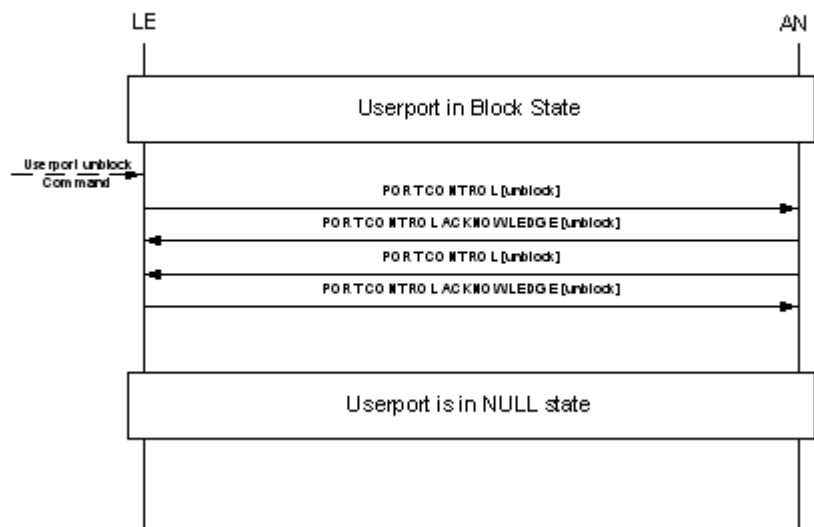 LE
AN
Userport in Block State
Userport unblock
Command
PORTCONTROL[unblock]
PORTCONTROLACKNOWLEDGE[unblock]
PORTCONTROL[unblock]
PORTCONTROLACKNOWLEDGE[unblock]
Userport is in NULL state